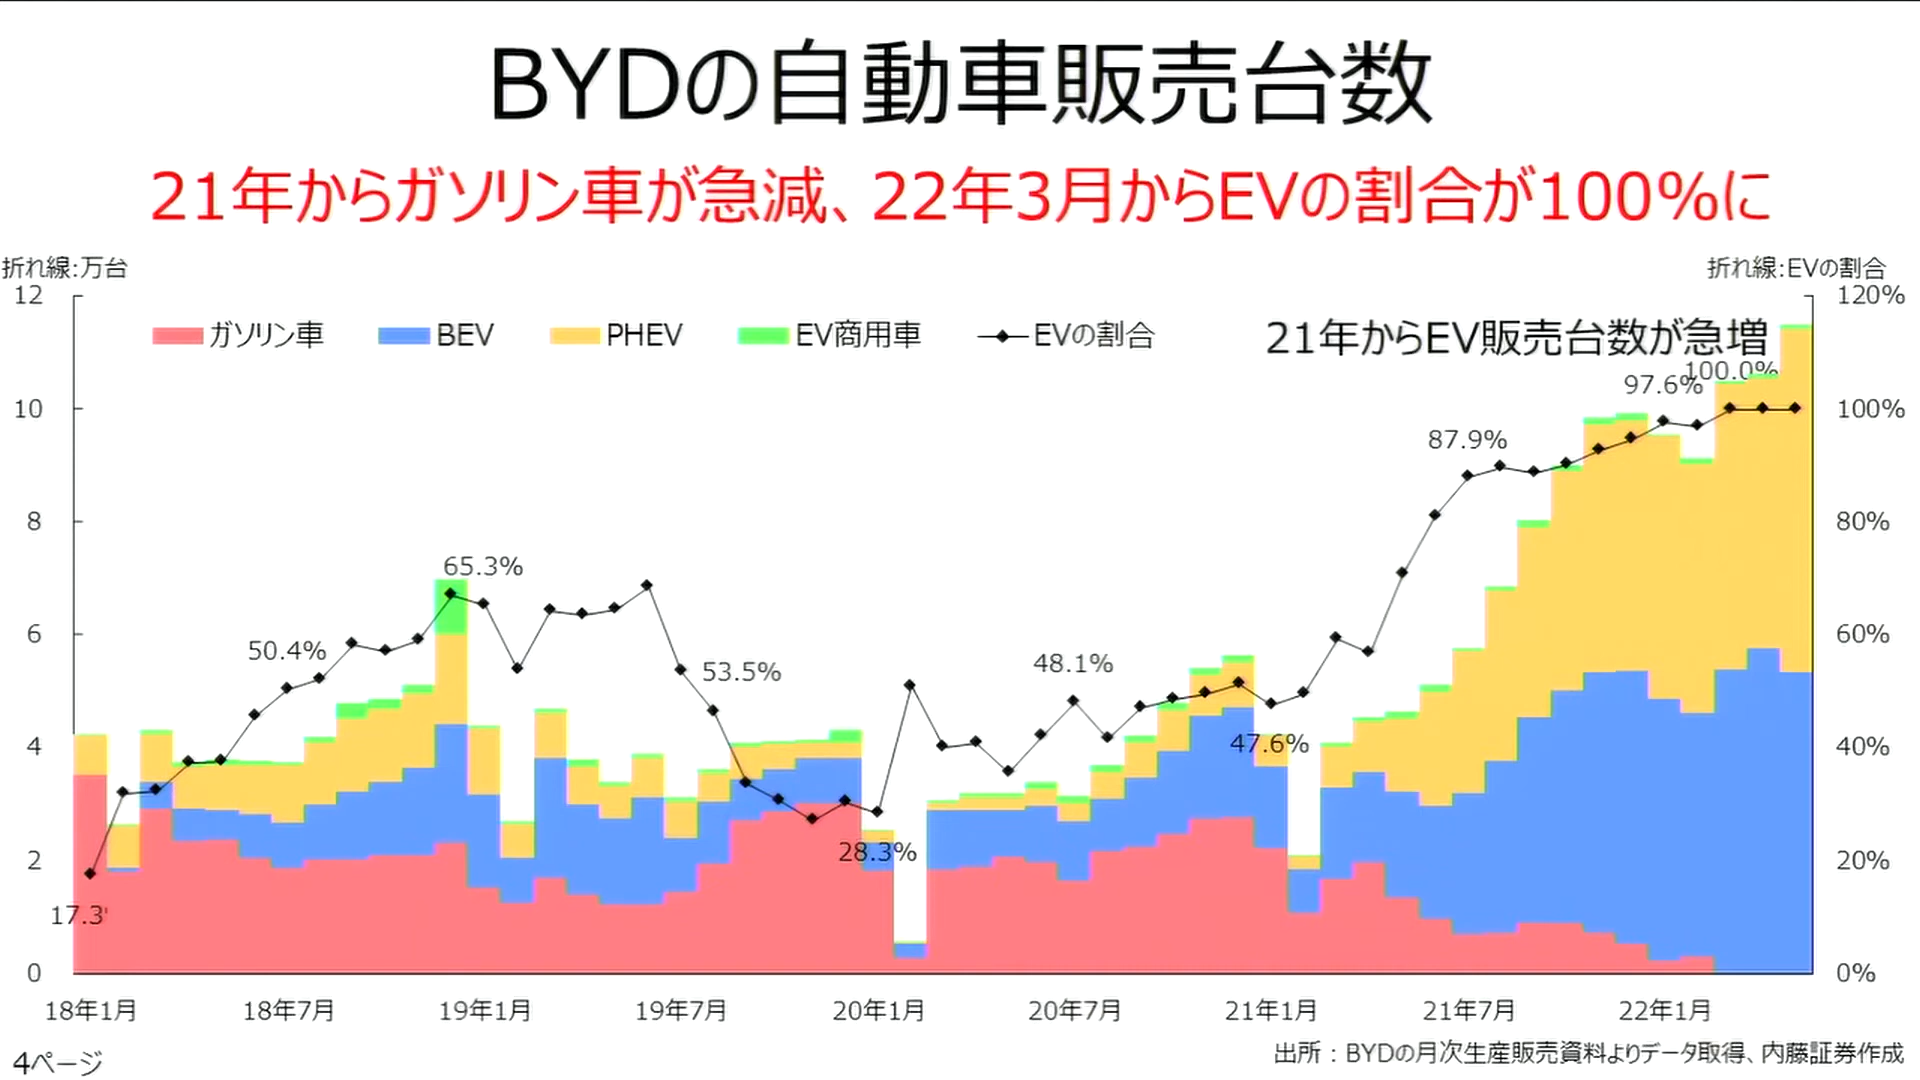 BYDの自動車販売台数
21年からガソリン車が急減、22年3月からEVの割合が100%に
折れ線:万台
折れ線:EVの割合
ガソリン車 BEV PHEV EV商用車 EVの割合
21年からEV販売台数が急増
12
10
8
6
4
2
0
120%
100%
80%
60%
40%
20%
0%
17.3
50.4%
65.3%
53.5%
28.3%
48.1%
47.6%
87.9%
97.6%
100.0%
18年1月 18年7月 19年1月 19年7月 20年1月 20年7月 21年1月 21年7月 22年1月
4ページ
出所：BYDの月次生産販売資料よりデータ取得、内藤証券作成